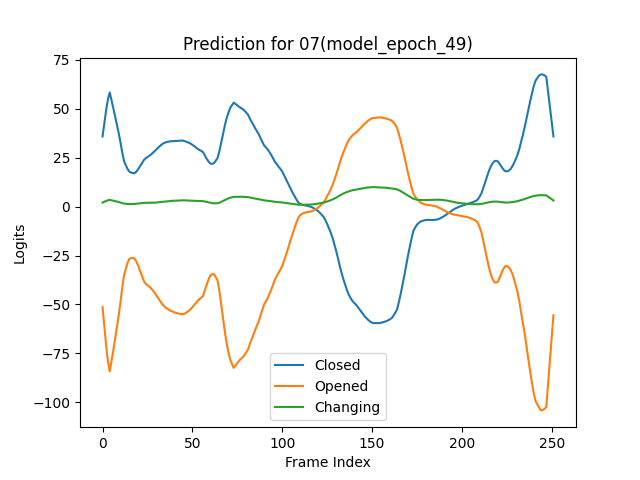 Prediction for 07(model_epoch_49)
75
50
25
0
−25
−50
−75
−100
Logits
Closed
Opened
Changing
0
50
100
150
200
250
Frame Index